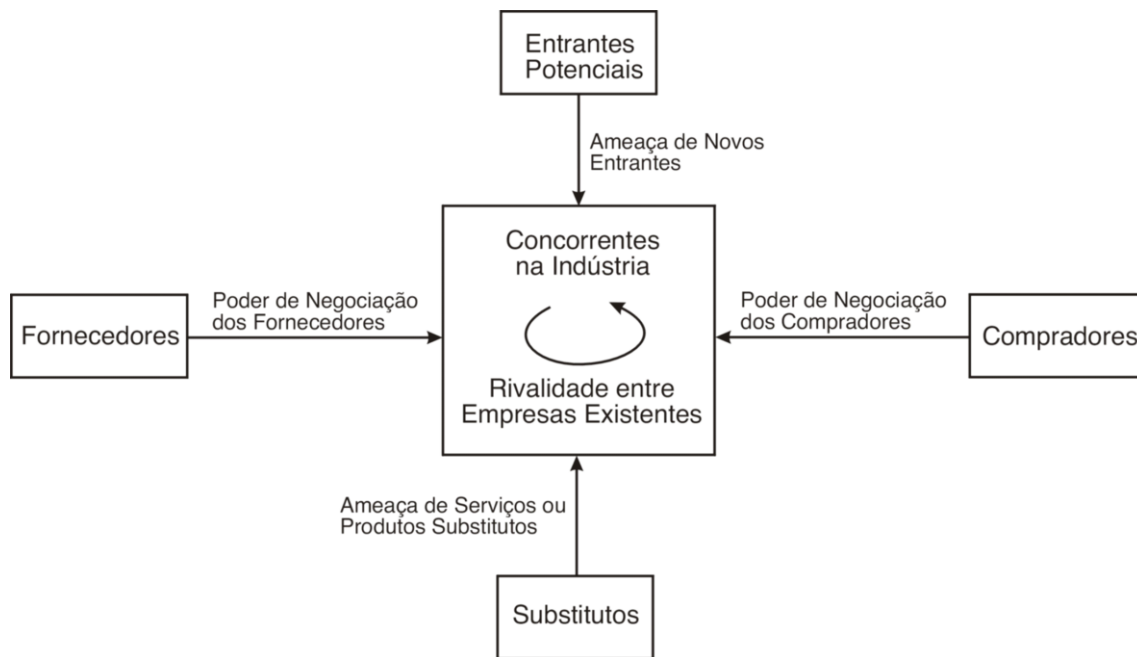 Entrantes
Potenciais
Ameaça de Novos
Entrantes
Concorrentes
na Indústria
Poder de Negociação
dos Fornecedores
Fornecedores
Poder de Negociação
dos Compradores
Compradores
Rivalidade entre
Empresas Existentes
Ameaça de Serviços ou
Produtos Substitutos
Substitutos